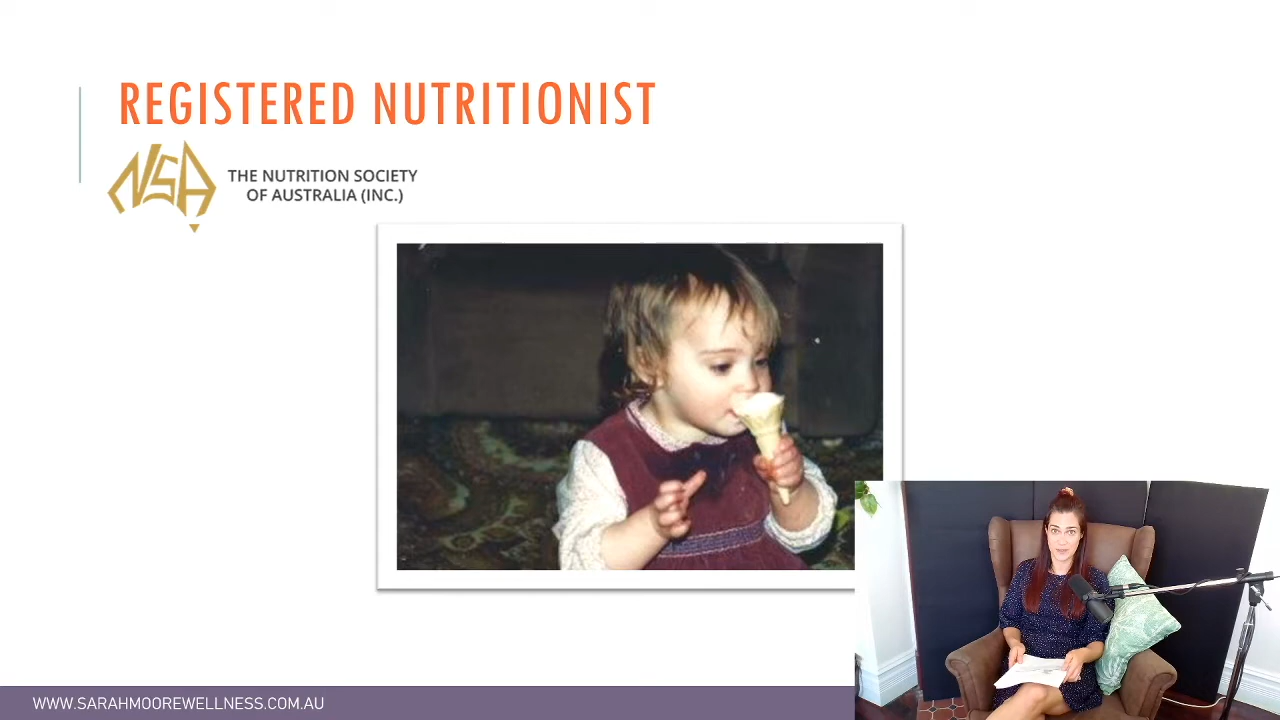 REGISTERED NUTRITIONIST
NSA
THE NUTRITION SOCIETY
OF AUSTRALIA (INC.)
WWW.SARAHMOOREWELLNESS.COM.AU